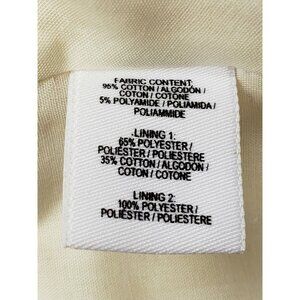 FABRIC CONTENT:
95% COTTON / ALGODÓN /
COTON / COTONE
5% POLYAMIDE / POLIAMIDA /
POLIAMMIDE
LINING 1:
65% POLYESTER /
POLIÉSTER / POLIESTERE
35% COTTON / ALGODÓN /
COTON / COTONE
LINING 2:
100% POLYESTER /
POLIÉSTER / POLIESTERE